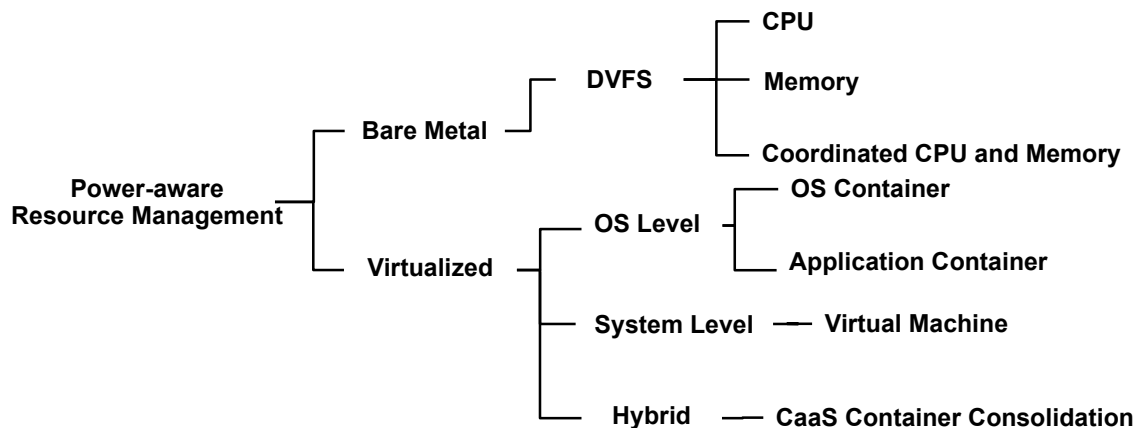 Power-aware
Resource Management
Bare Metal
DVFS
CPU
Memory
Coordinated CPU and Memory
Virtualized
OS Level
OS Container
Application Container
System Level
Virtual Machine
Hybrid
CaaS Container Consolidation